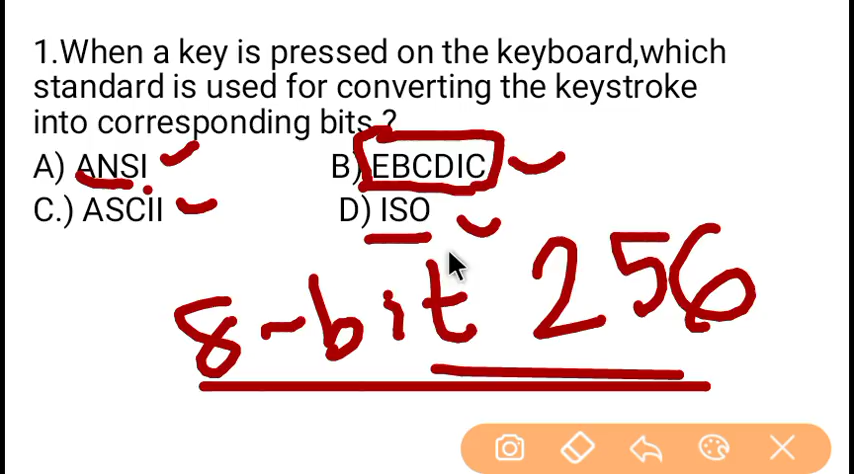 1.When a key is pressed on the keyboard,which
standard is used for converting the keystroke
into corresponding bits ?
A) ANSI B) EBCDIC
C.) ASCII D) ISO
8-bit 256